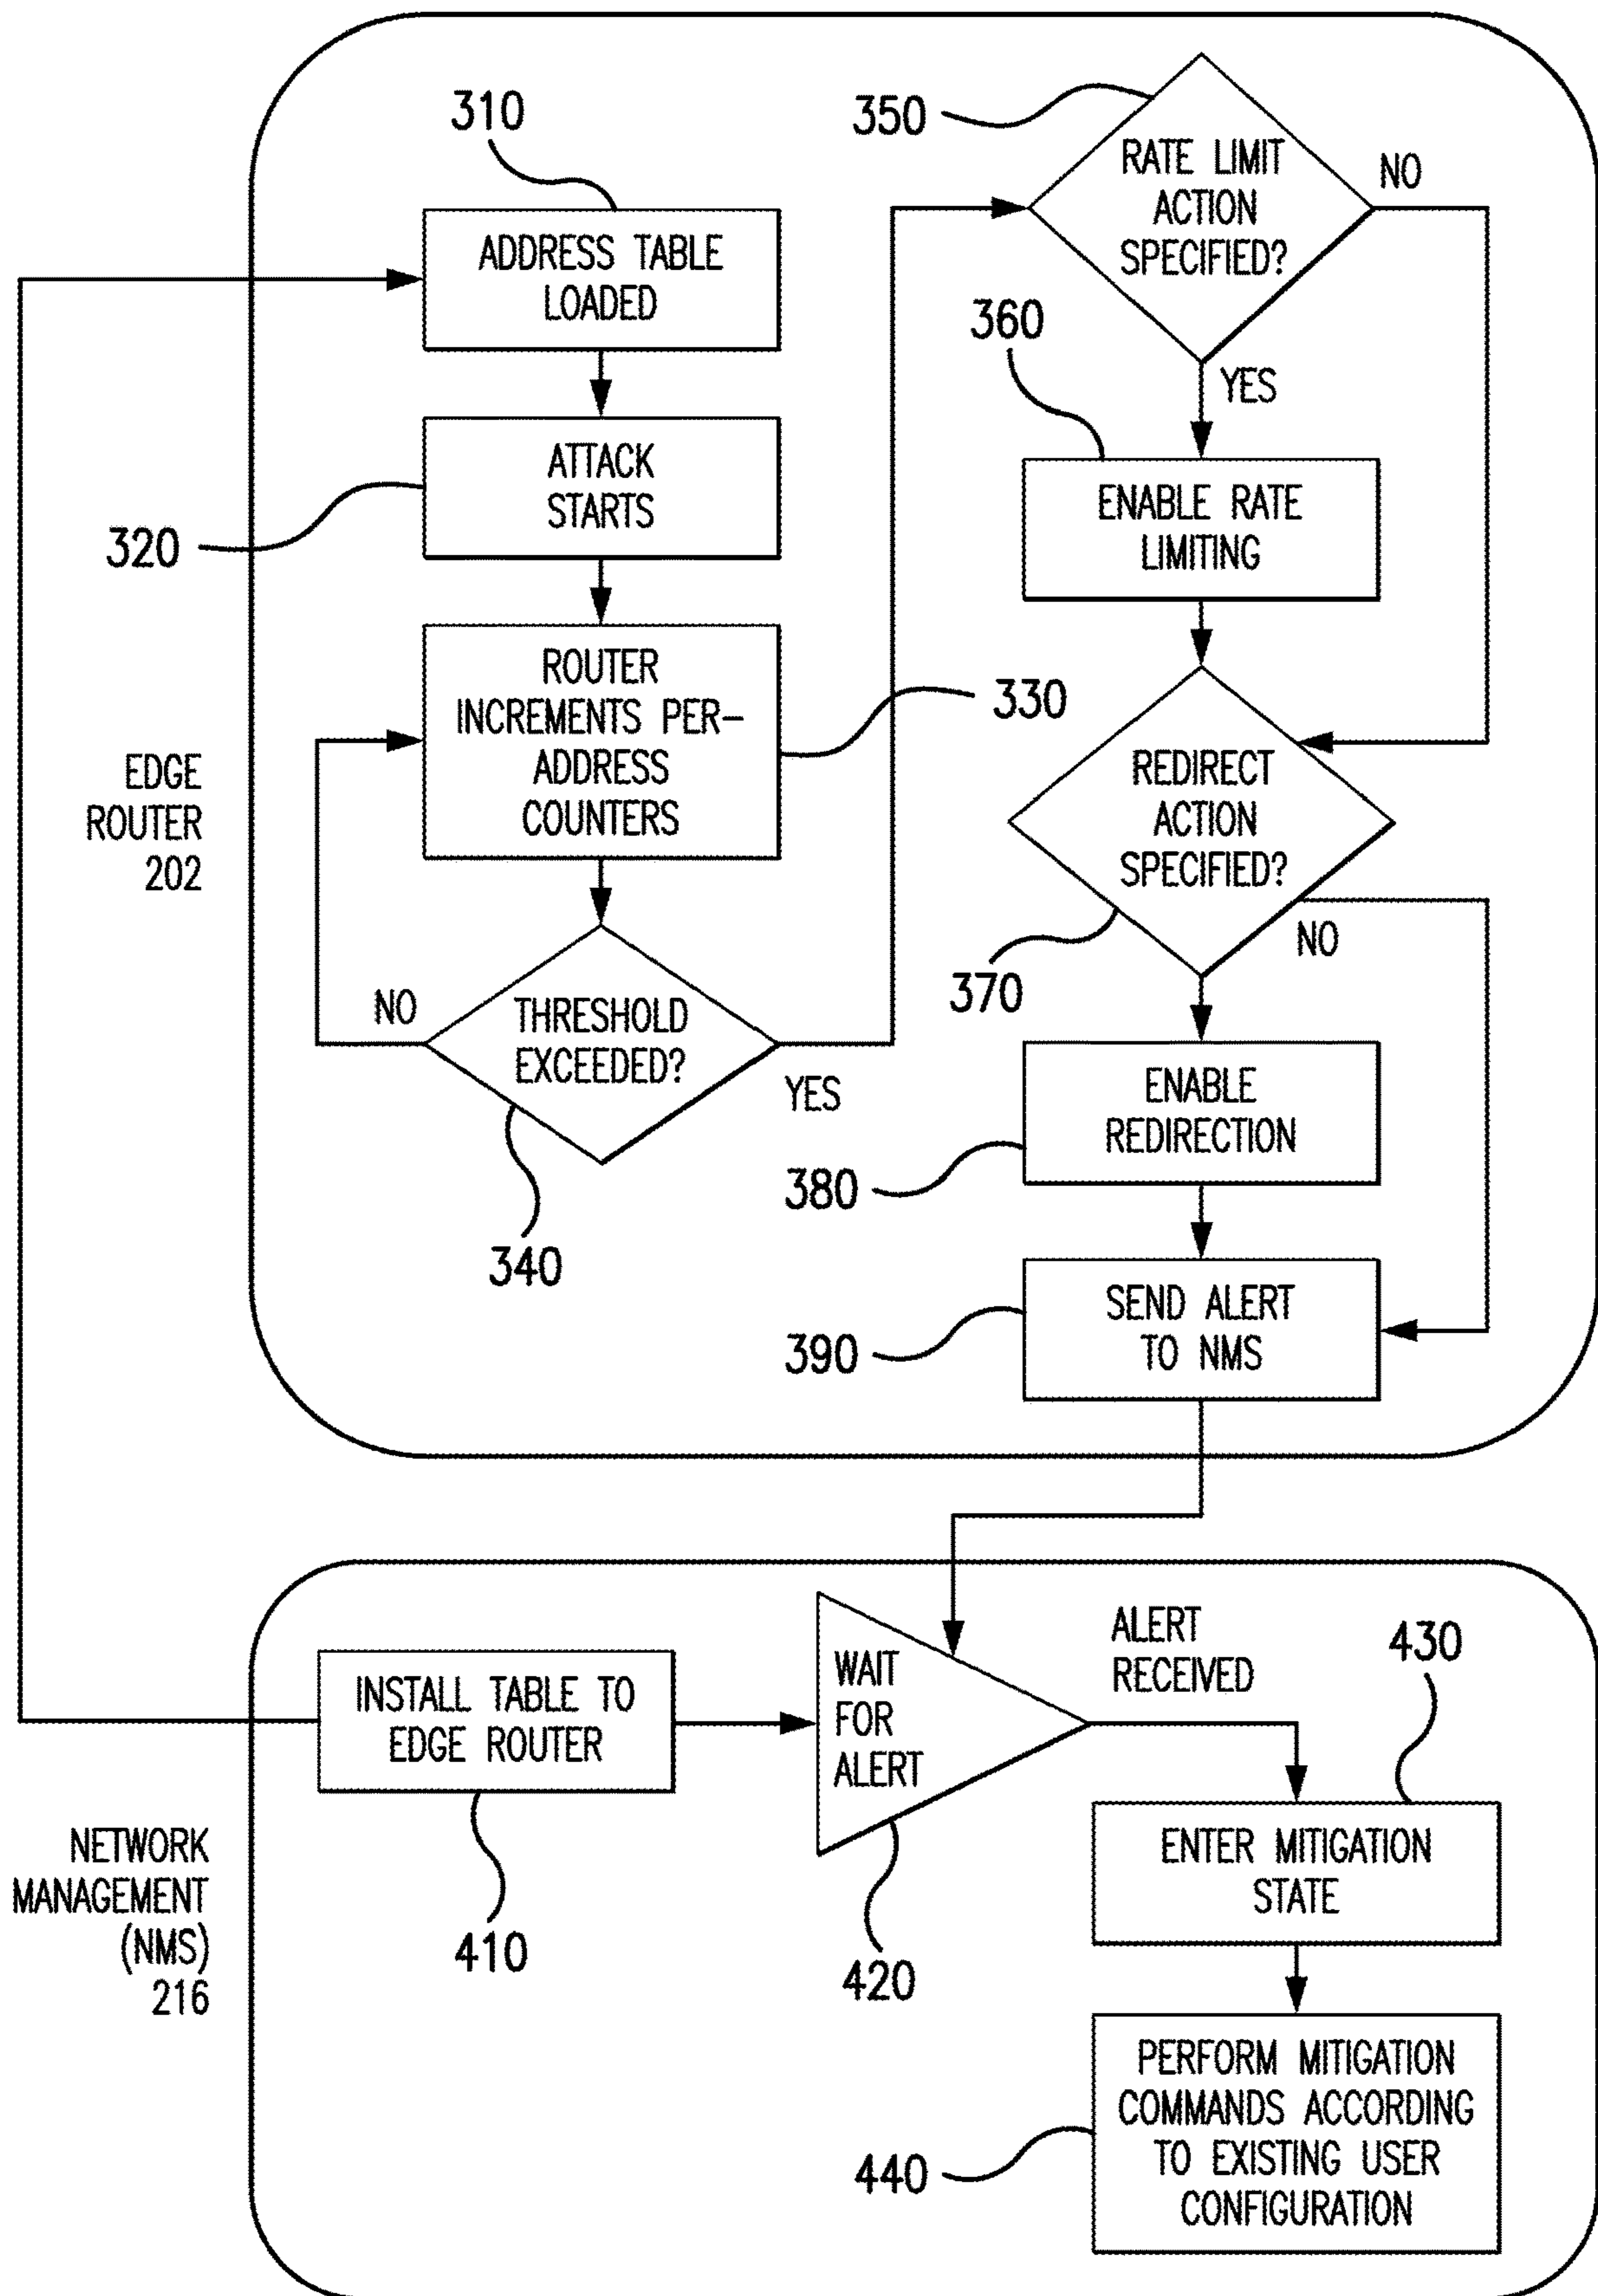 310
ADDRESS TABLE
LOADED
320
ATTACK
STARTS
330
ROUTER
INCREMENTS PER-
ADDRESS
COUNTERS
EDGE
ROUTER
202
NO
THRESHOLD
EXCEEDED?
YES
340
350
RATE LIMIT
ACTION
SPECIFIED?
NO
YES
360
ENABLE RATE
LIMITING
REDIRECT
ACTION
SPECIFIED?
NO
370
ENABLE
REDIRECTION
380
SEND ALERT
TO NMS
390
INSTALL TABLE TO
EDGE ROUTER
410
WAIT
FOR
ALERT
420
ALERT
RECEIVED
430
ENTER MITIGATION
STATE
NETWORK
MANAGEMENT
(NMS)
216
PERFORM MITIGATION
COMMANDS ACCORDING
TO EXISTING USER
CONFIGURATION
440